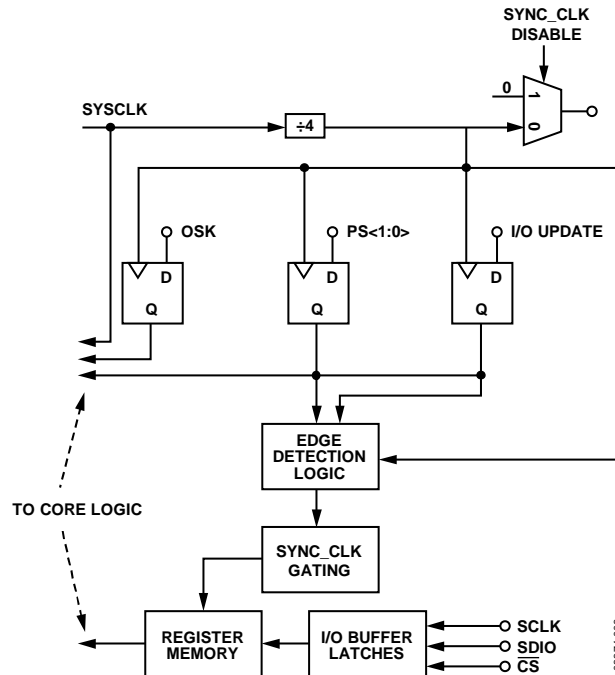 SYNC_CLK
DISABLE
0
1
SYSCLK
÷4
0
OSK
PS<1:0>
I/O UPDATE
D
D
D
Q
Q
Q
EDGE
DETECTION
LOGIC
TO CORE LOGIC
SYNC_CLK
GATING
REGISTER
MEMORY
I/O BUFFER
LATCHES
SCLK
SDIO
C̅S̅